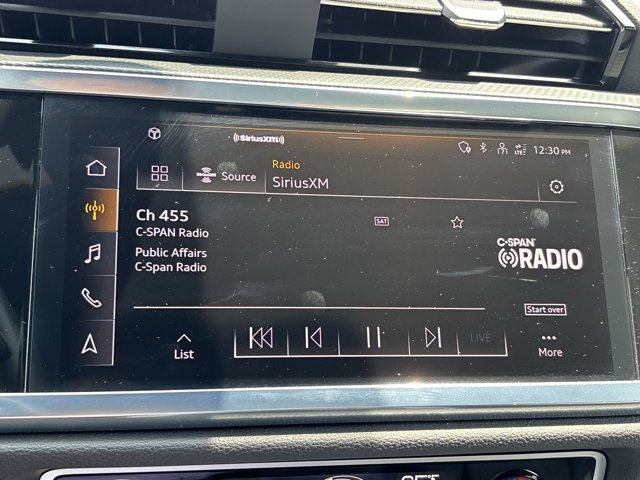 ((SiriusXM))
LTE
12:30 PM
Source
Radio
SiriusXM
Ch 455
C-SPAN Radio
SAT
Public Affairs
C-Span Radio
C-SPAN
RADIO
Start over
List
LIVE
More